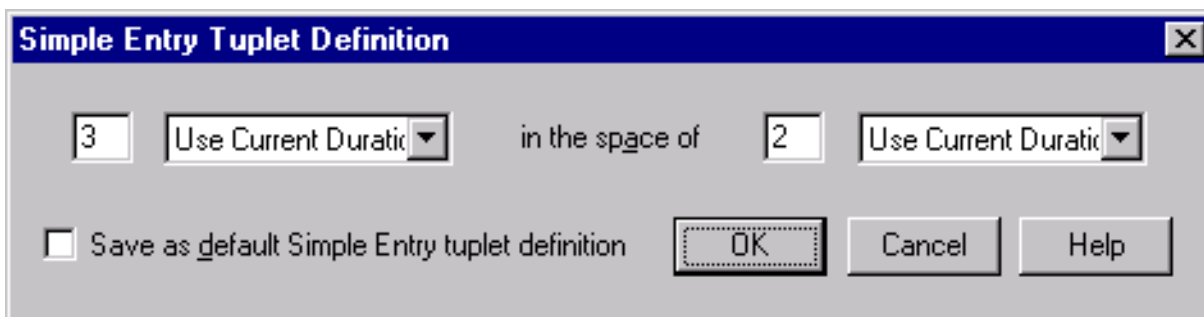 Simple Entry Tuplet Definition
3 Use Current Duratic in the space of 2 Use Current Duratic
Save as default Simple Entry tuplet definition OK Cancel Help